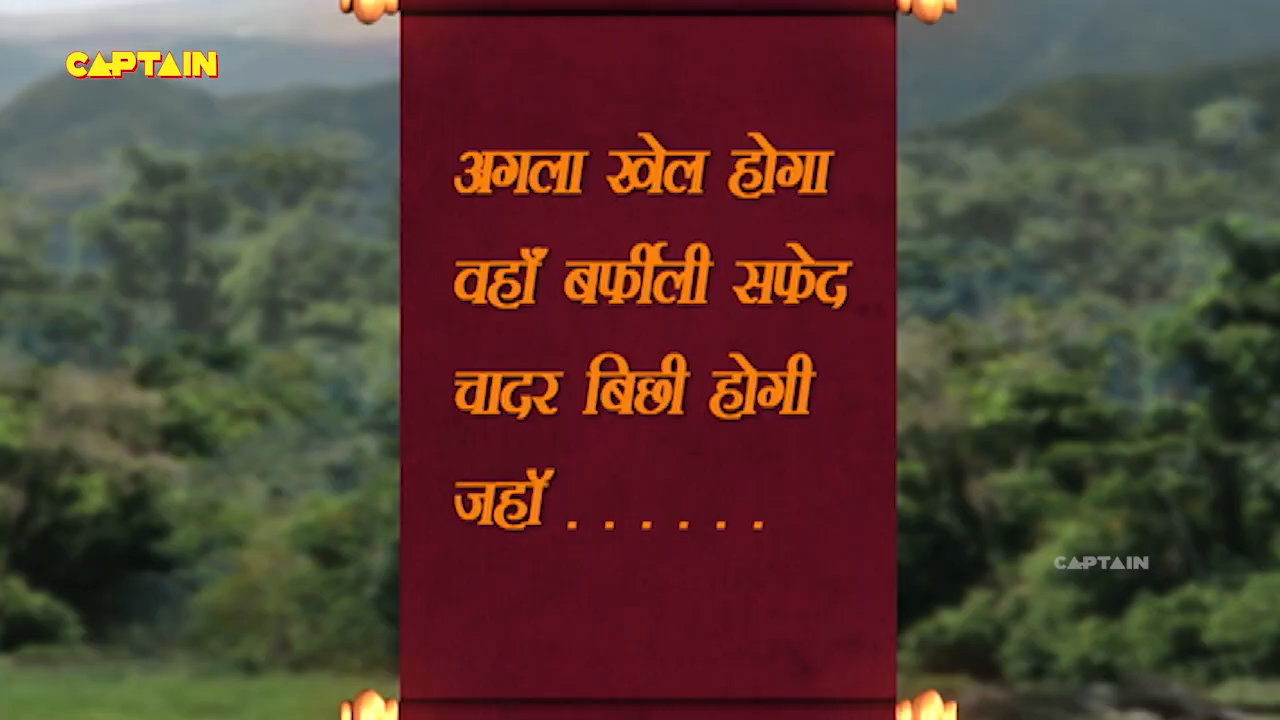 CAPTAIN
अगला खेल होगा
वहाँ बर्फीली सफेद
चादर बिछी होगी
जहाँ . . . . . .
CAPTAIN